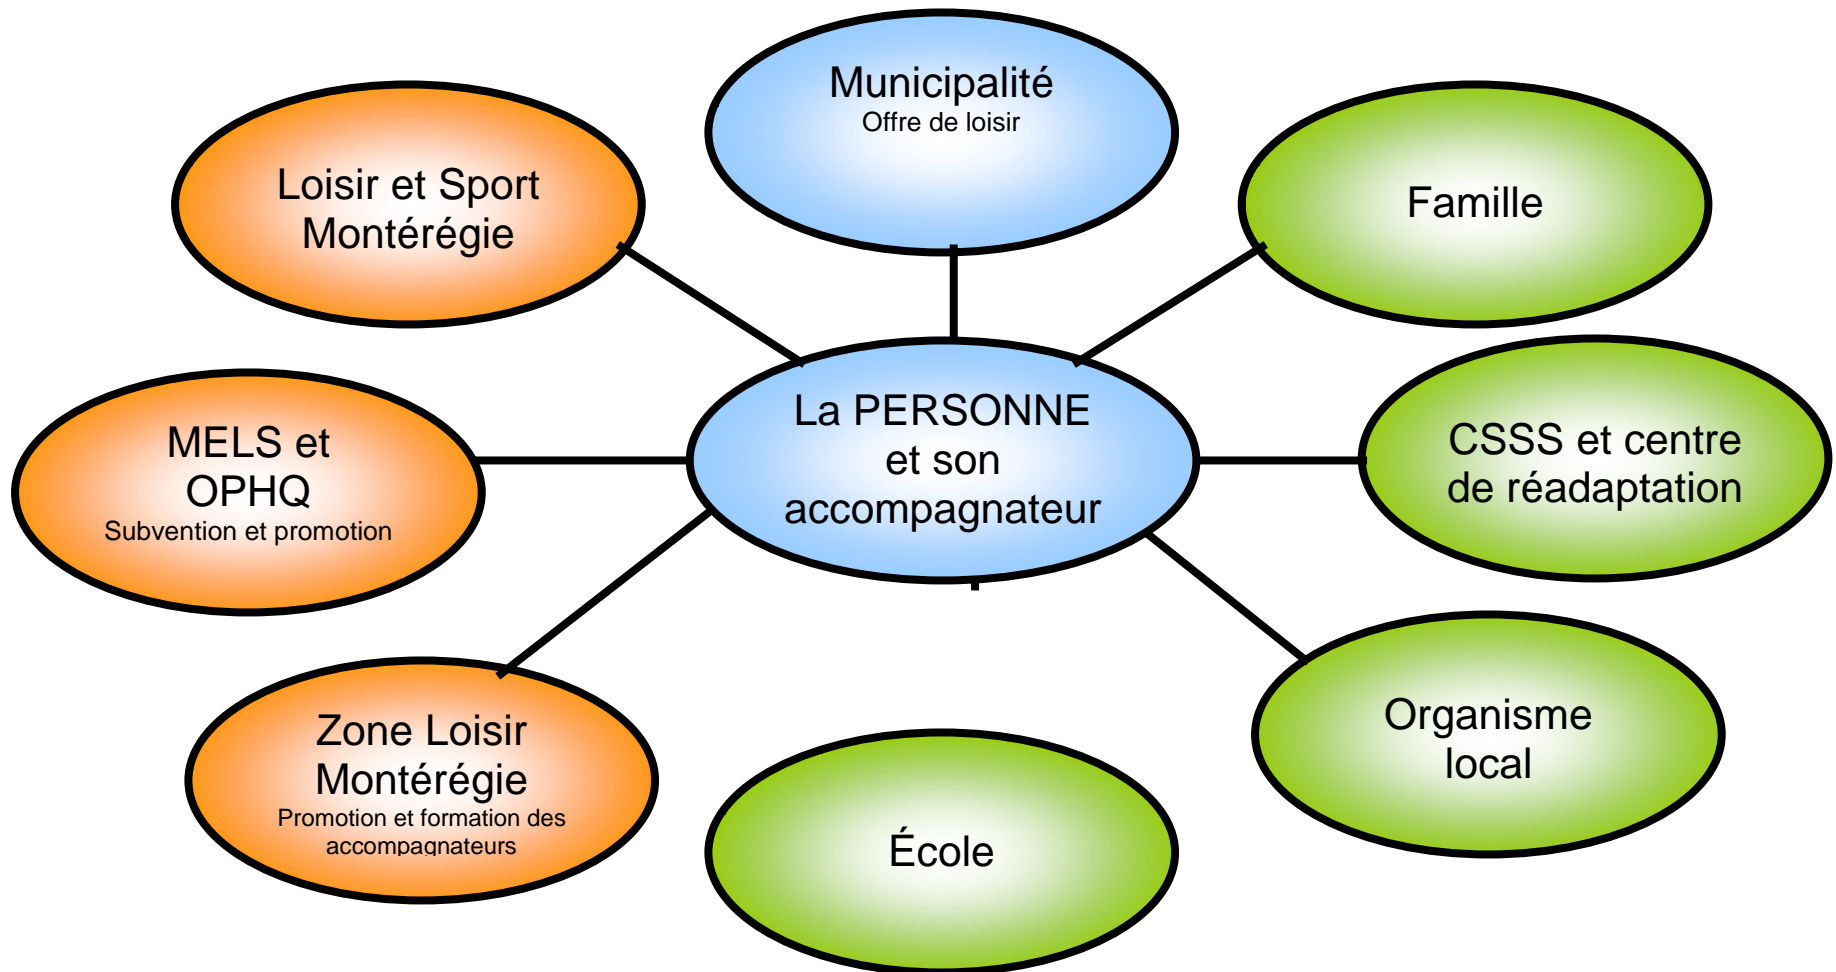 Municipalité
Offre de loisir
Loisir et Sport
Montérégie
Famille
La PERSONNE
et son
accompagnateur
MELS et
OPHQ
Subvention et promotion
CSSS et centre
de réadaptation
Zone Loisir
Montérégie
Promotion et formation des
accompagnateurs
Organisme
local
École